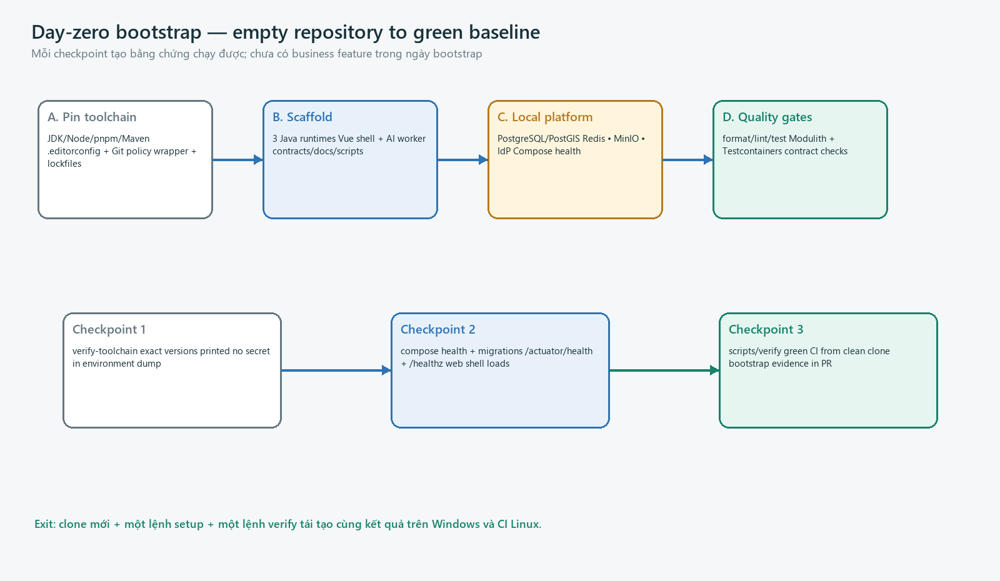 Day-zero bootstrap — empty repository to green baseline
Mỗi checkpoint tạo bằng chứng chạy được; chưa có business feature trong ngày bootstrap
A. Pin toolchain
JDK/Node/pnpm/Maven
.editorconfig + Git policy wrapper +
lockfiles
B. Scaffold
3 Java runtimes Vue shell + AI worker
contracts/docs/scripts
C. Local platform
PostgreSQL/PostGIS Redis • MinIO •
IdP Compose health
D. Quality gates
format/lint/test Modulith +
Testcontainers contract checks
Checkpoint 1
verify-toolchain exact versions printed no secret
in environment dump
Checkpoint 2
compose health + migrations /actuator/health
+ /healthz web shell loads
Checkpoint 3
scripts/verify green CI from clean clone
bootstrap evidence in PR
Exit: clone mới + một lệnh setup + một lệnh verify tái tạo cùng kết quả trên Windows và CI Linux.